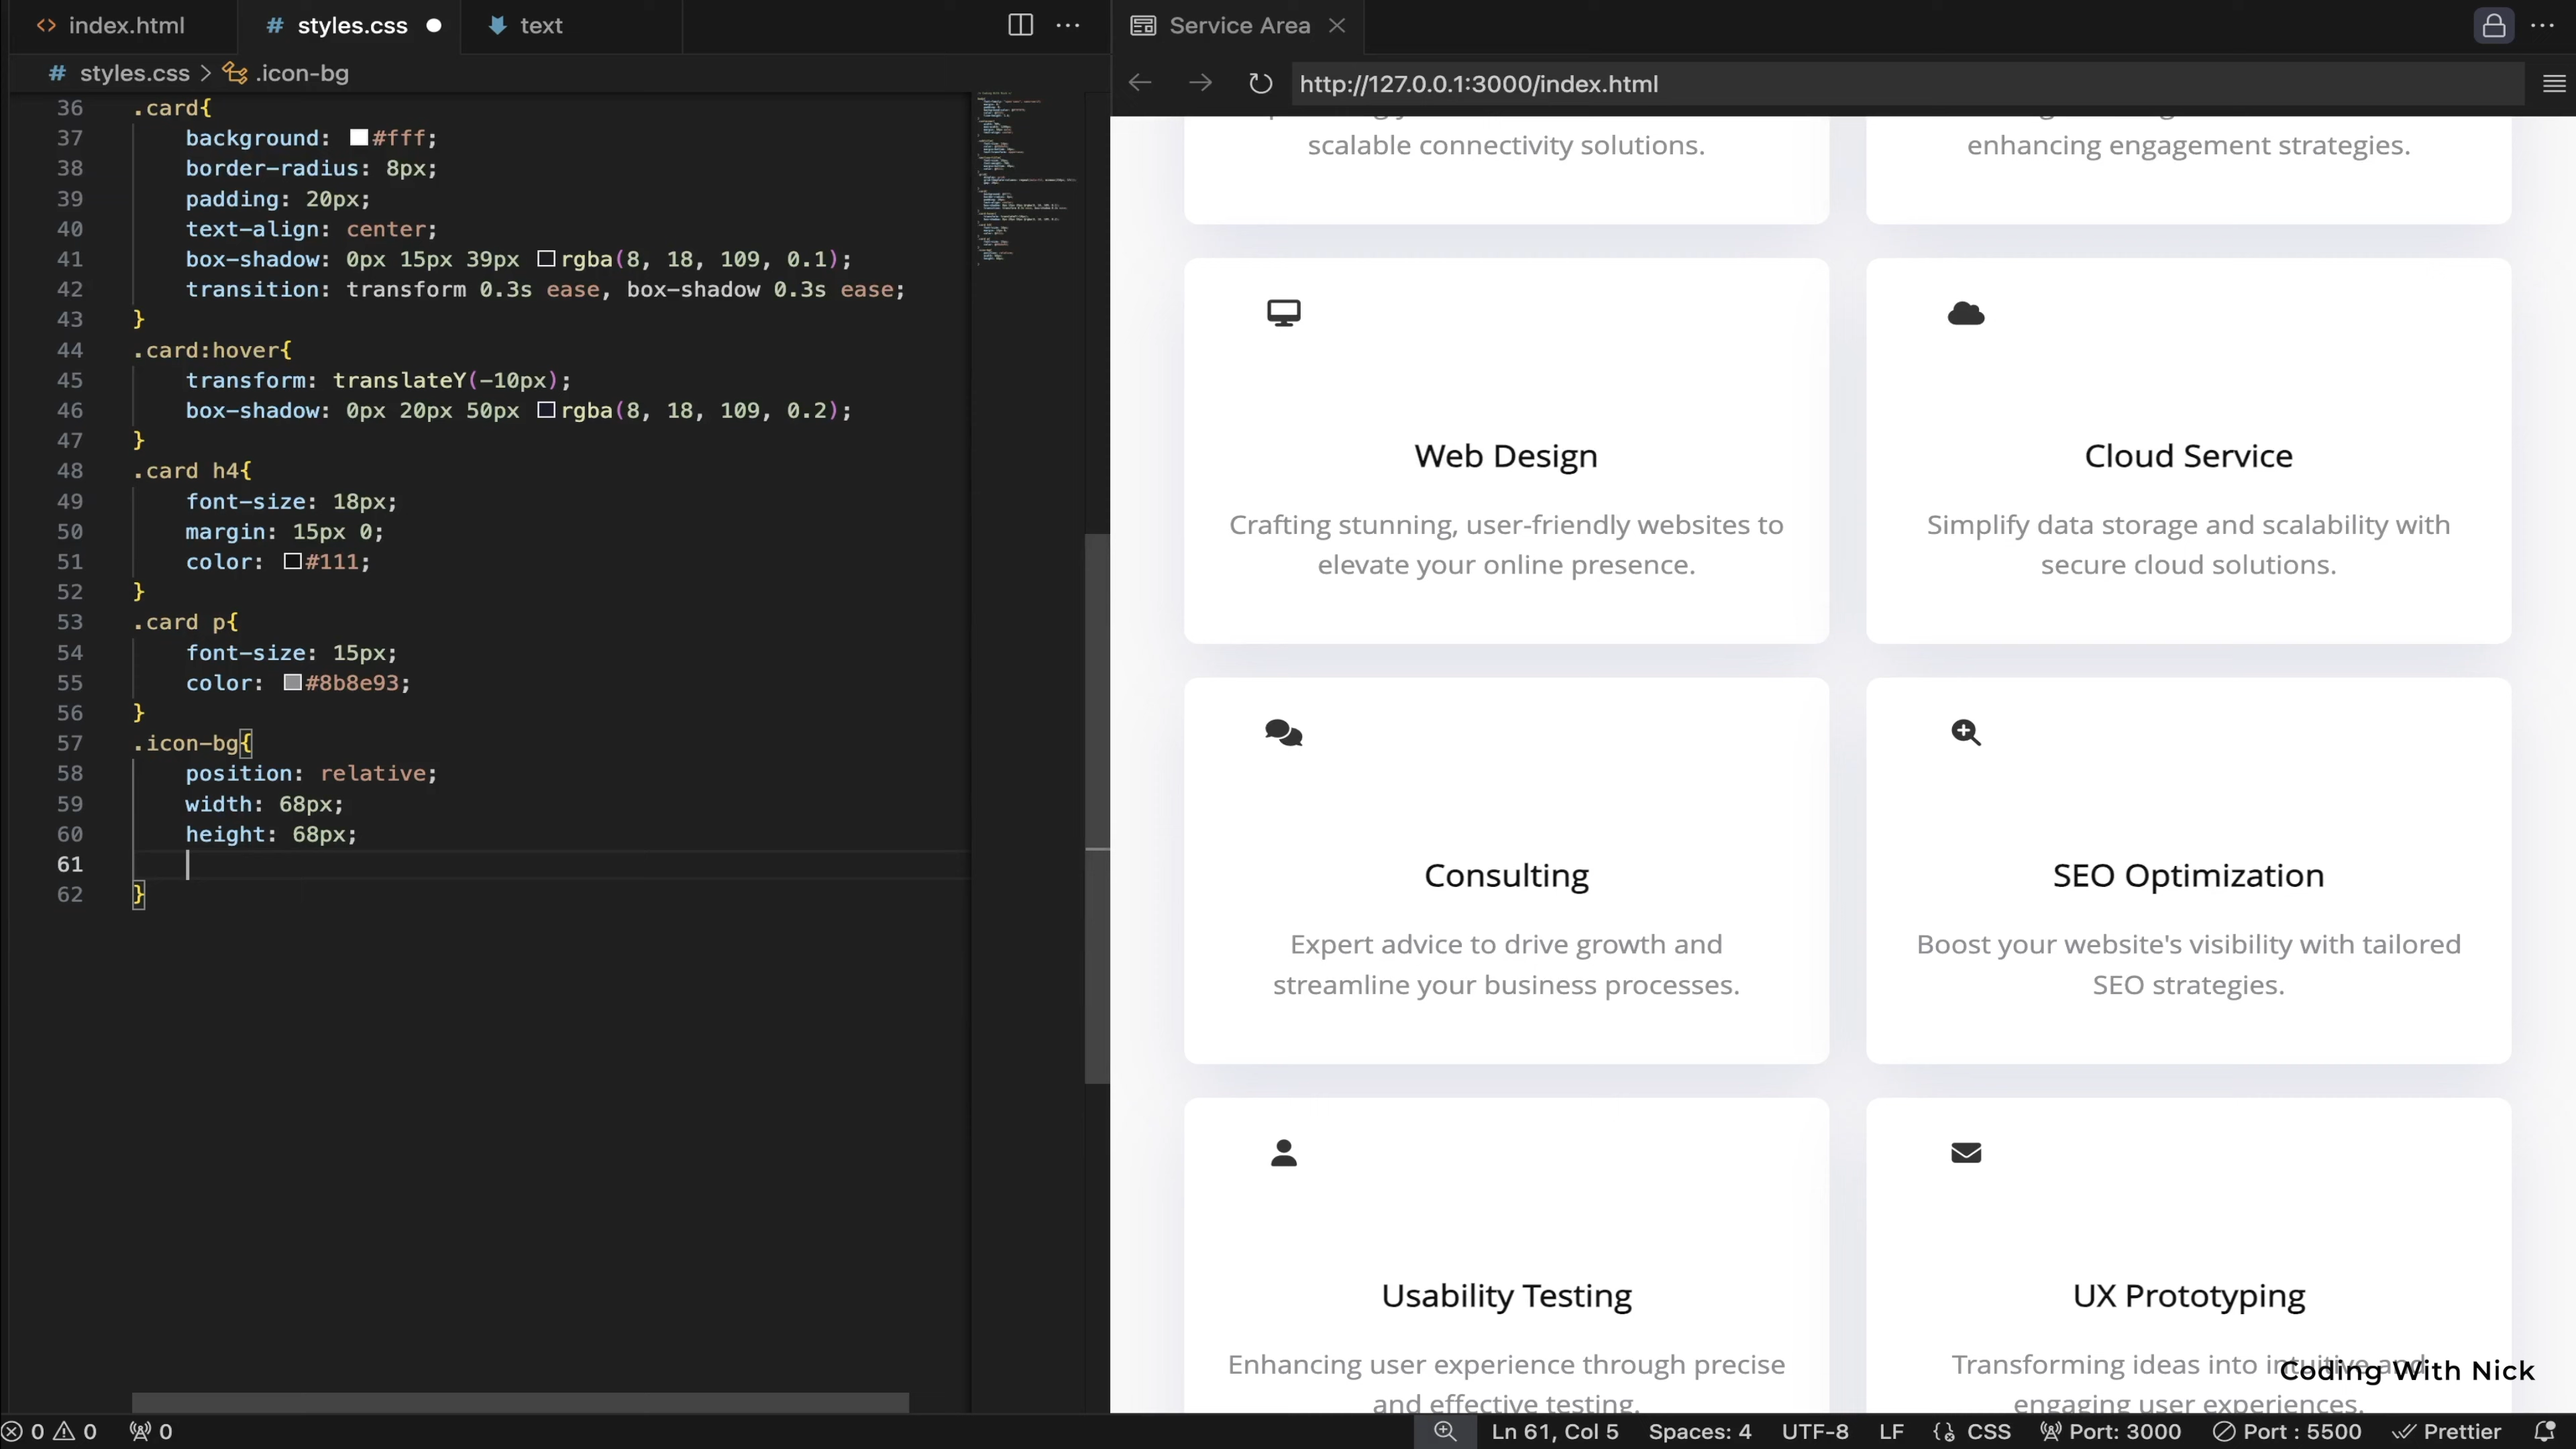 index.html
styles.css
text
styles.css > .icon-bg
36 .card{
37 background: #fff;
38 border-radius: 8px;
39 padding: 20px;
40 text-align: center;
41 box-shadow: 0px 15px 39px rgba(8, 18, 109, 0.1);
42 transition: transform 0.3s ease, box-shadow 0.3s ease;
43 }
44 .card:hover{
45 transform: translateY(-10px);
46 box-shadow: 0px 20px 50px rgba(8, 18, 109, 0.2);
47 }
48 .card h4{
49 font-size: 18px;
50 margin: 15px 0;
51 color: #111;
52 }
53 .card p{
54 font-size: 15px;
55 color: #8b8e93;
56 }
57 .icon-bg{
58 position: relative;
59 width: 68px;
60 height: 68px;
61
62 }
Service Area
http://127.0.0.1:3000/index.html
scalable connectivity solutions.
enhancing engagement strategies.
Web Design
Crafting stunning, user-friendly websites to
elevate your online presence.
Cloud Service
Simplify data storage and scalability with
secure cloud solutions.
Consulting
Expert advice to drive growth and
streamline your business processes.
SEO Optimization
Boost your website's visibility with tailored
SEO strategies.
Usability Testing
Enhancing user experience through precise
and effective testing.
UX Prototyping
Transforming ideas into intuitive and
engaging user experiences.
Coding With Nick
0 0 0
Ln 61, Col 5 Spaces: 4 UTF-8 LF CSS Port: 3000 Port : 5500 Prettier